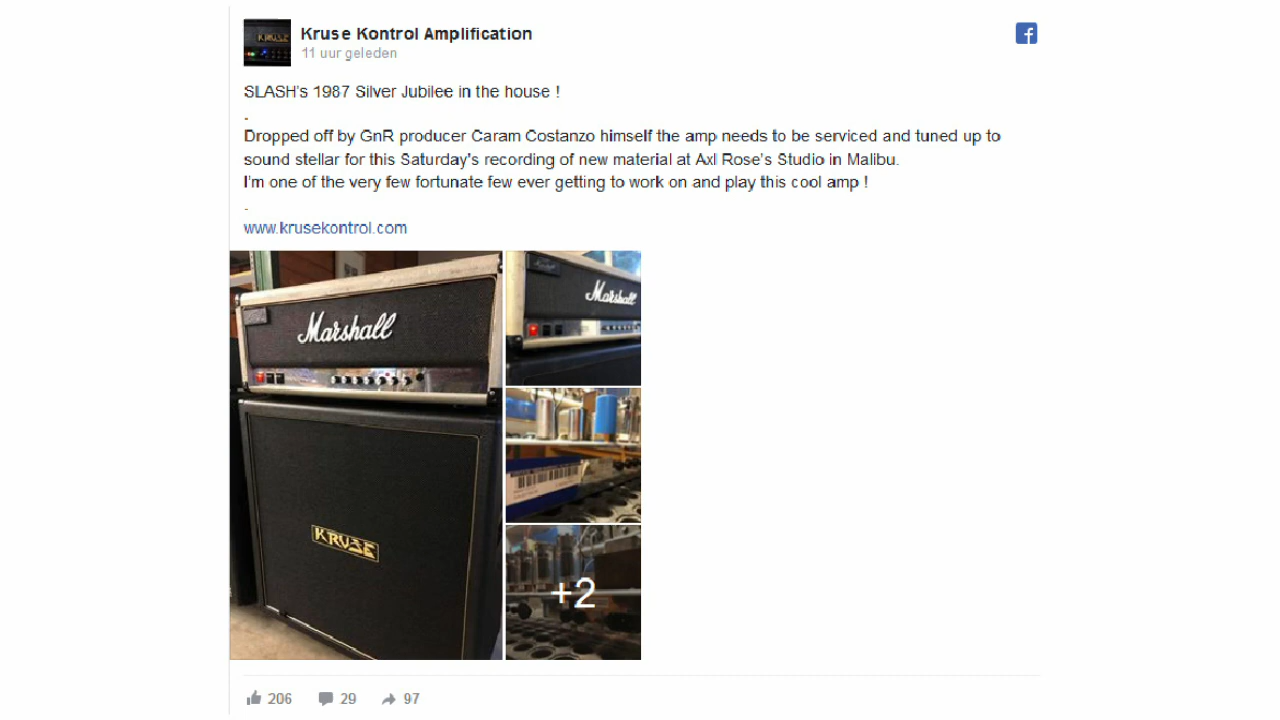 Kruse Kontrol Amplification
11 uur geleden
SLASH's 1987 Silver Jubilee in the house !
.
Dropped off by GnR producer Caram Costanzo himself the amp needs to be serviced and tuned up to
sound stellar for this Saturday's recording of new material at Axl Rose's Studio in Malibu.
I'm one of the very few fortunate few ever getting to work on and play this cool amp !
.
www.krusekontrol.com
Marshall
Marshall
KRUSE
+2
206 29 97